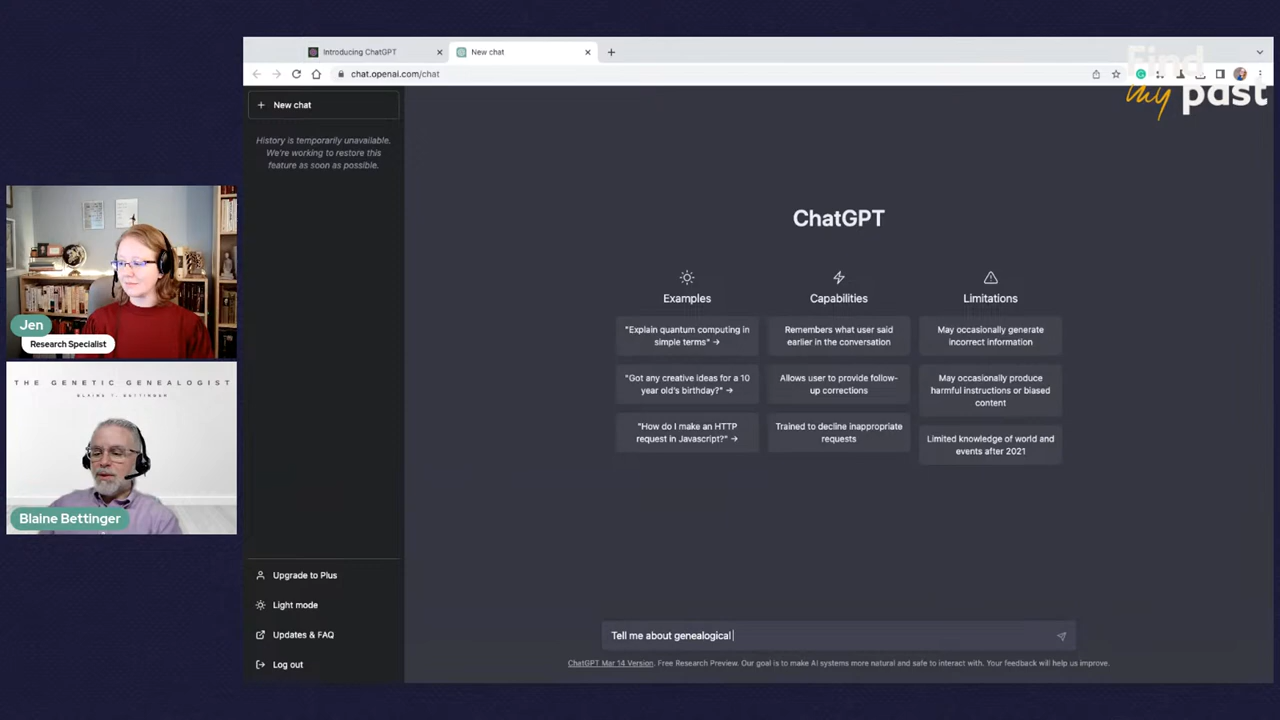 Introducing ChatGPT
New chat
chat.openai.com/chat
Find
my past
New chat
History is temporarily unavailable.
We're working to restore this
feature as soon as possible.
ChatGPT
Examples
"Explain quantum computing in
simple terms" →
"Got any creative ideas for a 10
year old's birthday?" →
"How do I make an HTTP
request in Javascript?" →
Capabilities
Remembers what user said
earlier in the conversation
Allows user to provide follow-
up corrections
Trained to decline inappropriate
requests
Limitations
May occasionally generate
incorrect information
May occasionally produce
harmful instructions or biased
content
Limited knowledge of world and
events after 2021
Jen
Research Specialist
THE GENETIC GENEALOGIST
BLAINE T. BETTINGER
Blaine Bettinger
Upgrade to Plus
Light mode
Updates & FAQ
Log out
Tell me about genealogical
ChatGPT Mar 14 Version. Free Research Preview. Our goal is to make AI systems more natural and safe to interact with. Your feedback will help us improve.